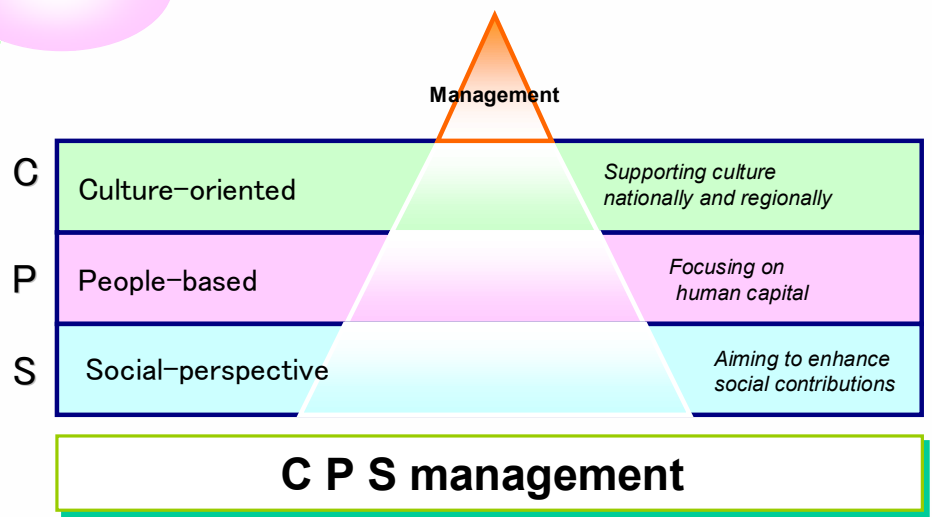 Management
C
Culture-oriented
Supporting culture
nationally and regionally
P
People-based
Focusing on
human capital
S
Social-perspective
Aiming to enhance
social contributions
C P S management